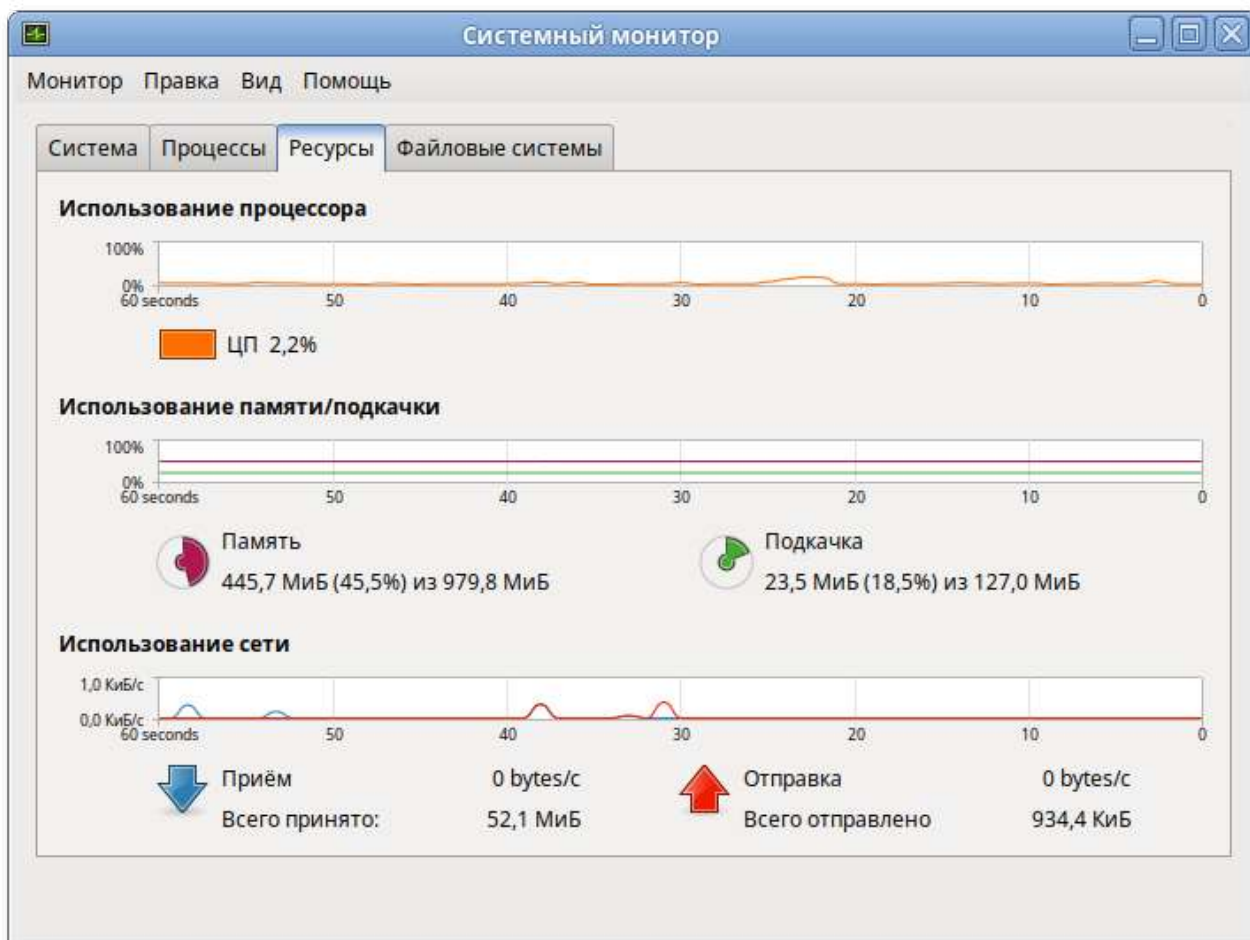 Системный монитор
Монитор Правка Вид Помощь
Система Процессы Ресурсы Файловые системы
Использование процессора
100%
0%
60 seconds 50 40 30 20 10 0
ЦП 2,2%
Использование памяти/подкачки
100%
0%
60 seconds 50 40 30 20 10 0
Память Подкачка
445,7 МиБ (45,5%) из 979,8 МиБ 23,5 МиБ (18,5%) из 127,0 МиБ
Использование сети
1,0 КиБ/с
0,0 КиБ/с
60 seconds 50 40 30 20 10 0
Приём 0 bytes/с Отправка 0 bytes/с
Всего принято: 52,1 МиБ Всего отправлено 934,4 КиБ